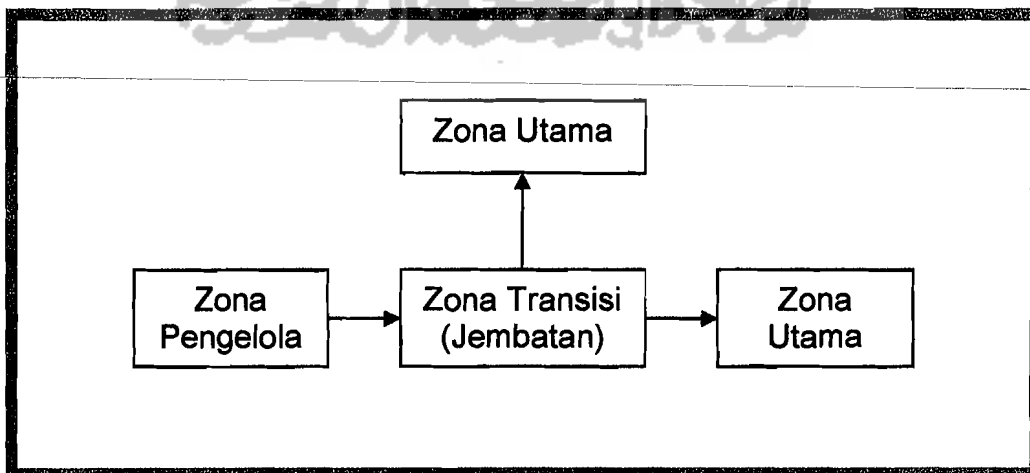 Zona Utama
Zona
Pengelola
Zona Transisi
(Jembatan)
Zona
Utama